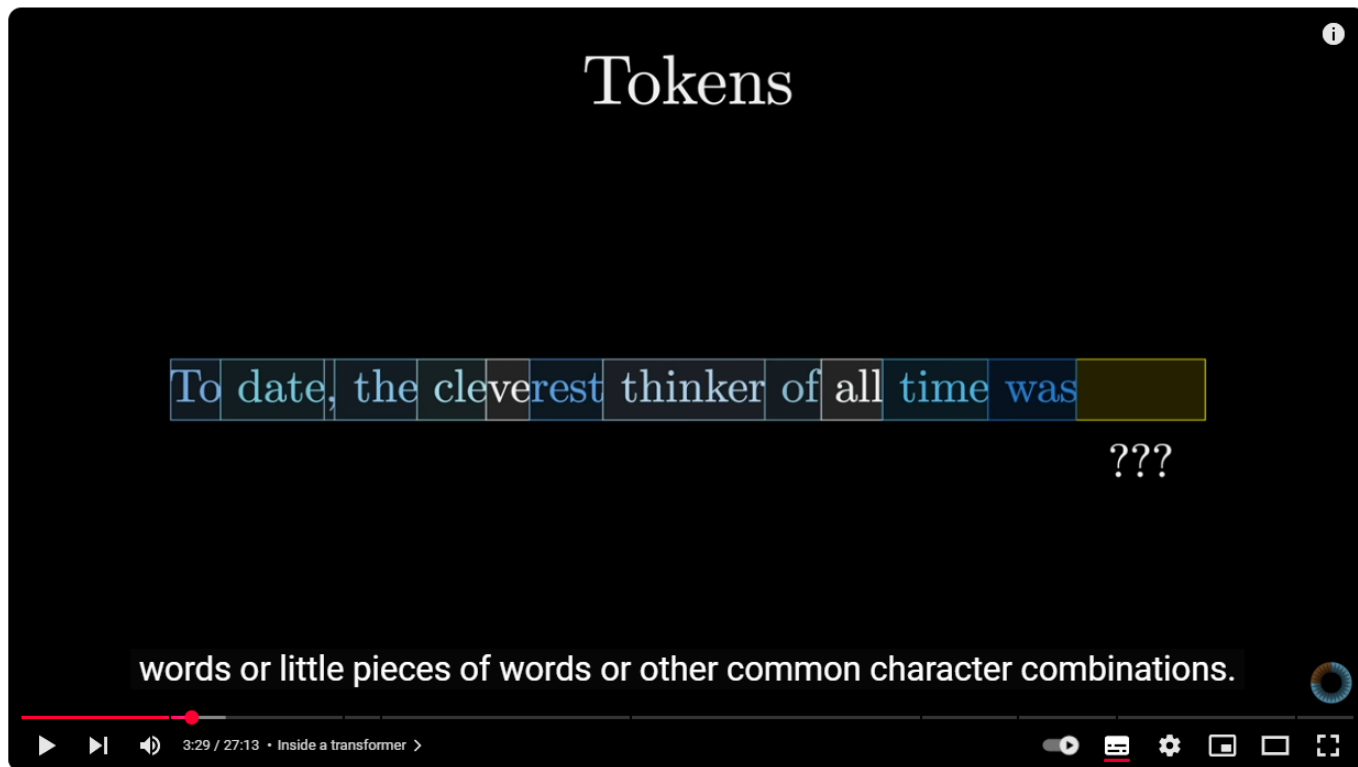 Tokens
To date, the cleverest thinker of all time was
???
words or little pieces of words or other common character combinations.
3:29 / 27:13 • Inside a transformer